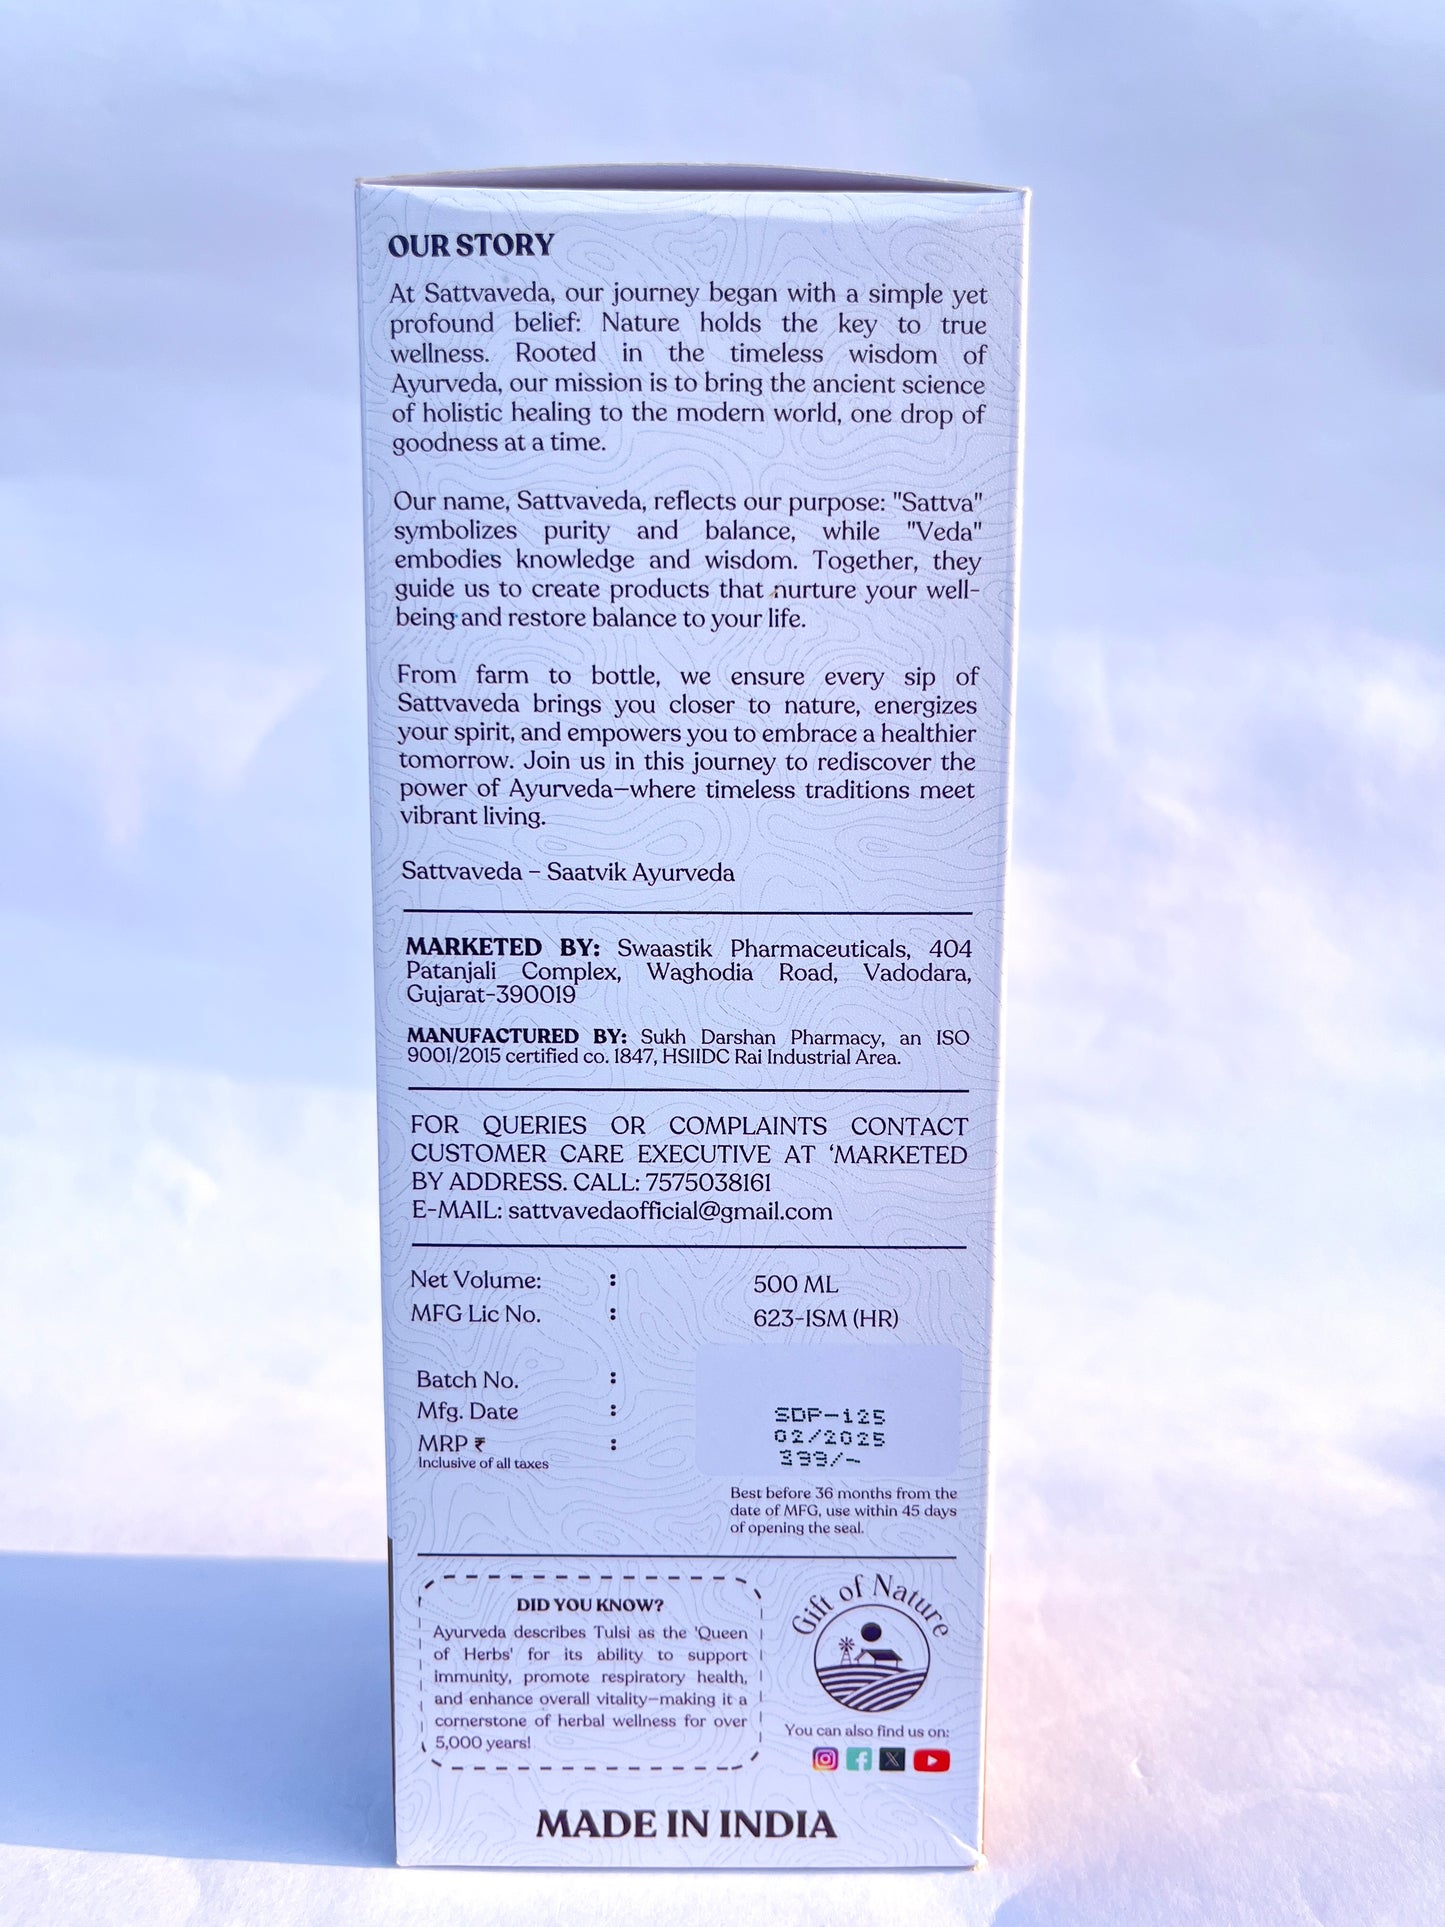 OUR STORY
At Sattvaveda, our journey began with a simple yet
profound belief: Nature holds the key to true
wellness. Rooted in the timeless wisdom of
Ayurveda, our mission is to bring the ancient science
of holistic healing to the modern world, one drop of
goodness at a time.
Our name, Sattvaveda, reflects our purpose: "Sattva"
symbolizes purity and balance, while "Veda"
embodies knowledge and wisdom. Together, they
guide us to create products that nurture your well-
being and restore balance to your life.
From farm to bottle, we ensure every sip of
Sattvaveda brings you closer to nature, energizes
your spirit, and empowers you to embrace a healthier
tomorrow. Join us in this journey to rediscover the
power of Ayurveda—where timeless traditions meet
vibrant living.
Sattvaveda – Saatvik Ayurveda
MARKETED BY: Swaastik Pharmaceuticals, 404
Patanjali Complex, Waghodia Road, Vadodara,
Gujarat-390019
MANUFACTURED BY: Sukh Darshan Pharmacy, an ISO
9001/2015 certified co. 1847, HSIIDC Rai Industrial Area.
FOR QUERIES OR COMPLAINTS CONTACT
CUSTOMER CARE EXECUTIVE AT ‘MARKETED
BY ADDRESS. CALL: 7575038161
E-MAIL: sattvavedaofficial@gmail.com
Net Volume: : 500 ML
MFG Lic No. : 623-ISM (HR)
Batch No. : SDP-125
Mfg. Date : 02/2025
MRP ₹ : 399/-
Inclusive of all taxes
Best before 36 months from the
date of MFG, use within 45 days
of opening the seal.
DID YOU KNOW?
Ayurveda describes Tulsi as the 'Queen
of Herbs' for its ability to support
immunity, promote respiratory health,
and enhance overall vitality—making it a
cornerstone of herbal wellness for over
5,000 years!
Gift of Nature
You can also find us on:
MADE IN INDIA